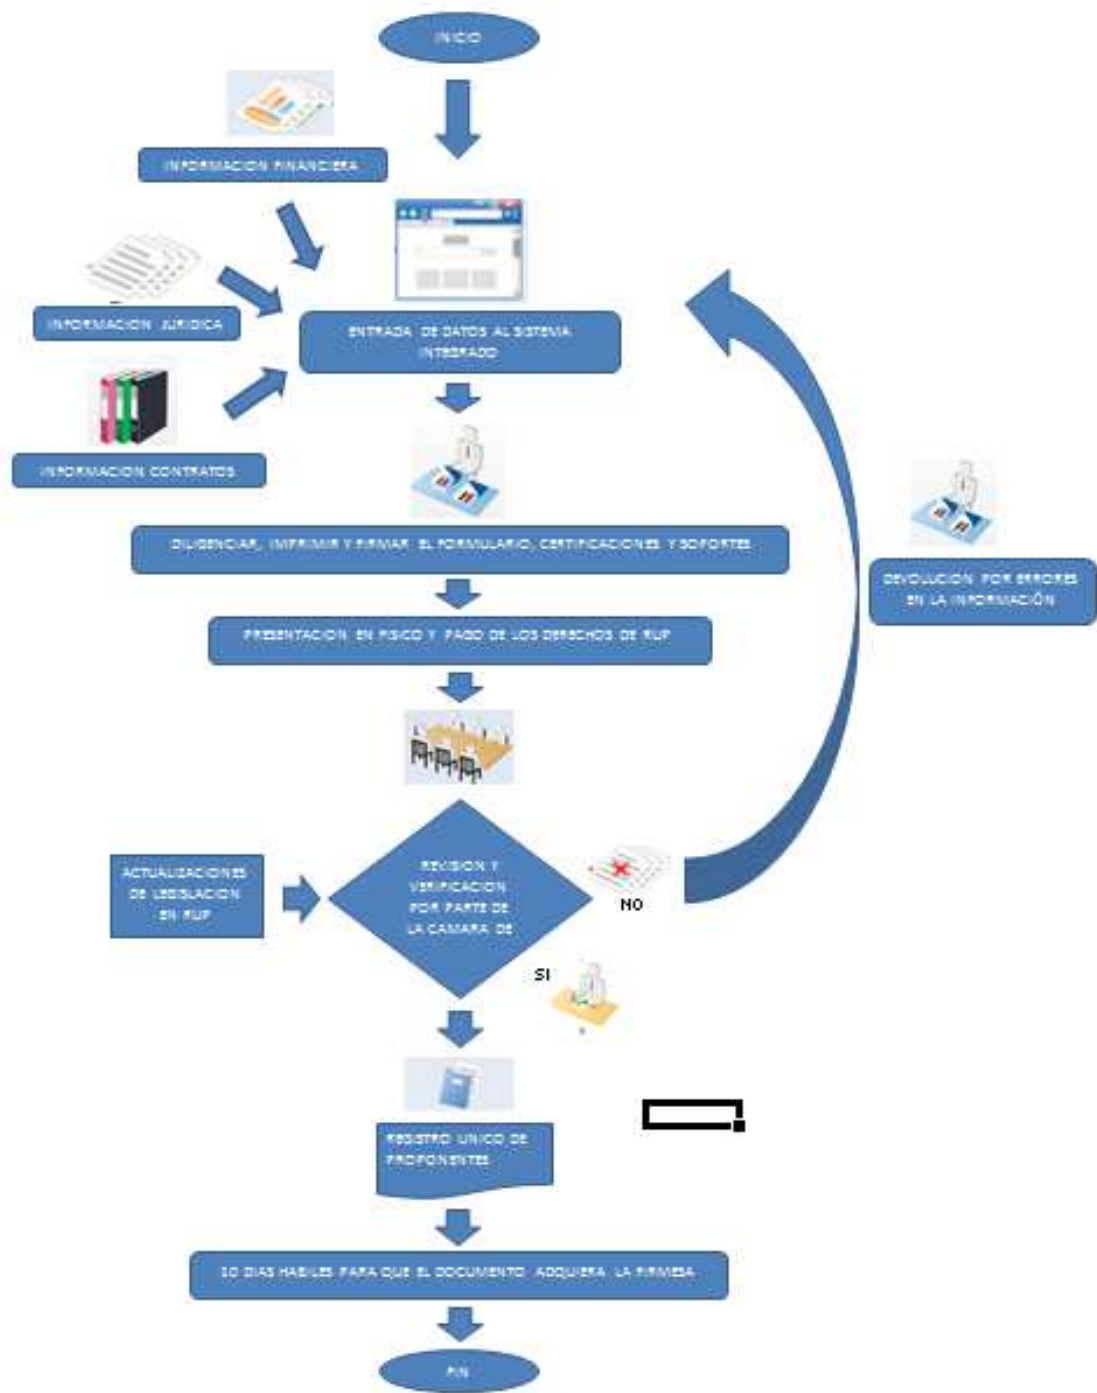 INICIO
INFORMACION FINANCIERA
INFORMACION JURIDICA
INFORMACION CONTRATOS
ENTRADA DE DATOS AL SISTEMA
INTEGRADO
DILIGENCIAR, IMPRIMIR Y FIRMAR EL FORMULARIO, CERTIFICACIONES Y SOPORTES
DEVOLUCION POR ERRORES
EN LA INFORMACIÓN
PRESENTACION EN FISICO Y PAGO DE LOS DERECHOS DE RUP
ACTUALIZACIONES
DE LEGISLACION
EN RUP
REVISION Y
VERIFICACION
POR PARTE DE
LA CAMARA DE
NO
SI
REGISTRO UNICO DE
PROPONENTES
10 DIAS HABILES PARA QUE EL DOCUMENTO ADQUIERA LA FIRMESA
FIN